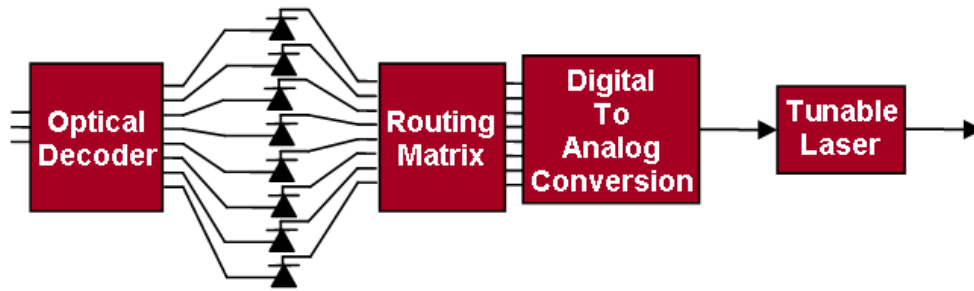 Optical
Decoder
Routing
Matrix
Digital
To
Analog
Conversion
Tunable
Laser